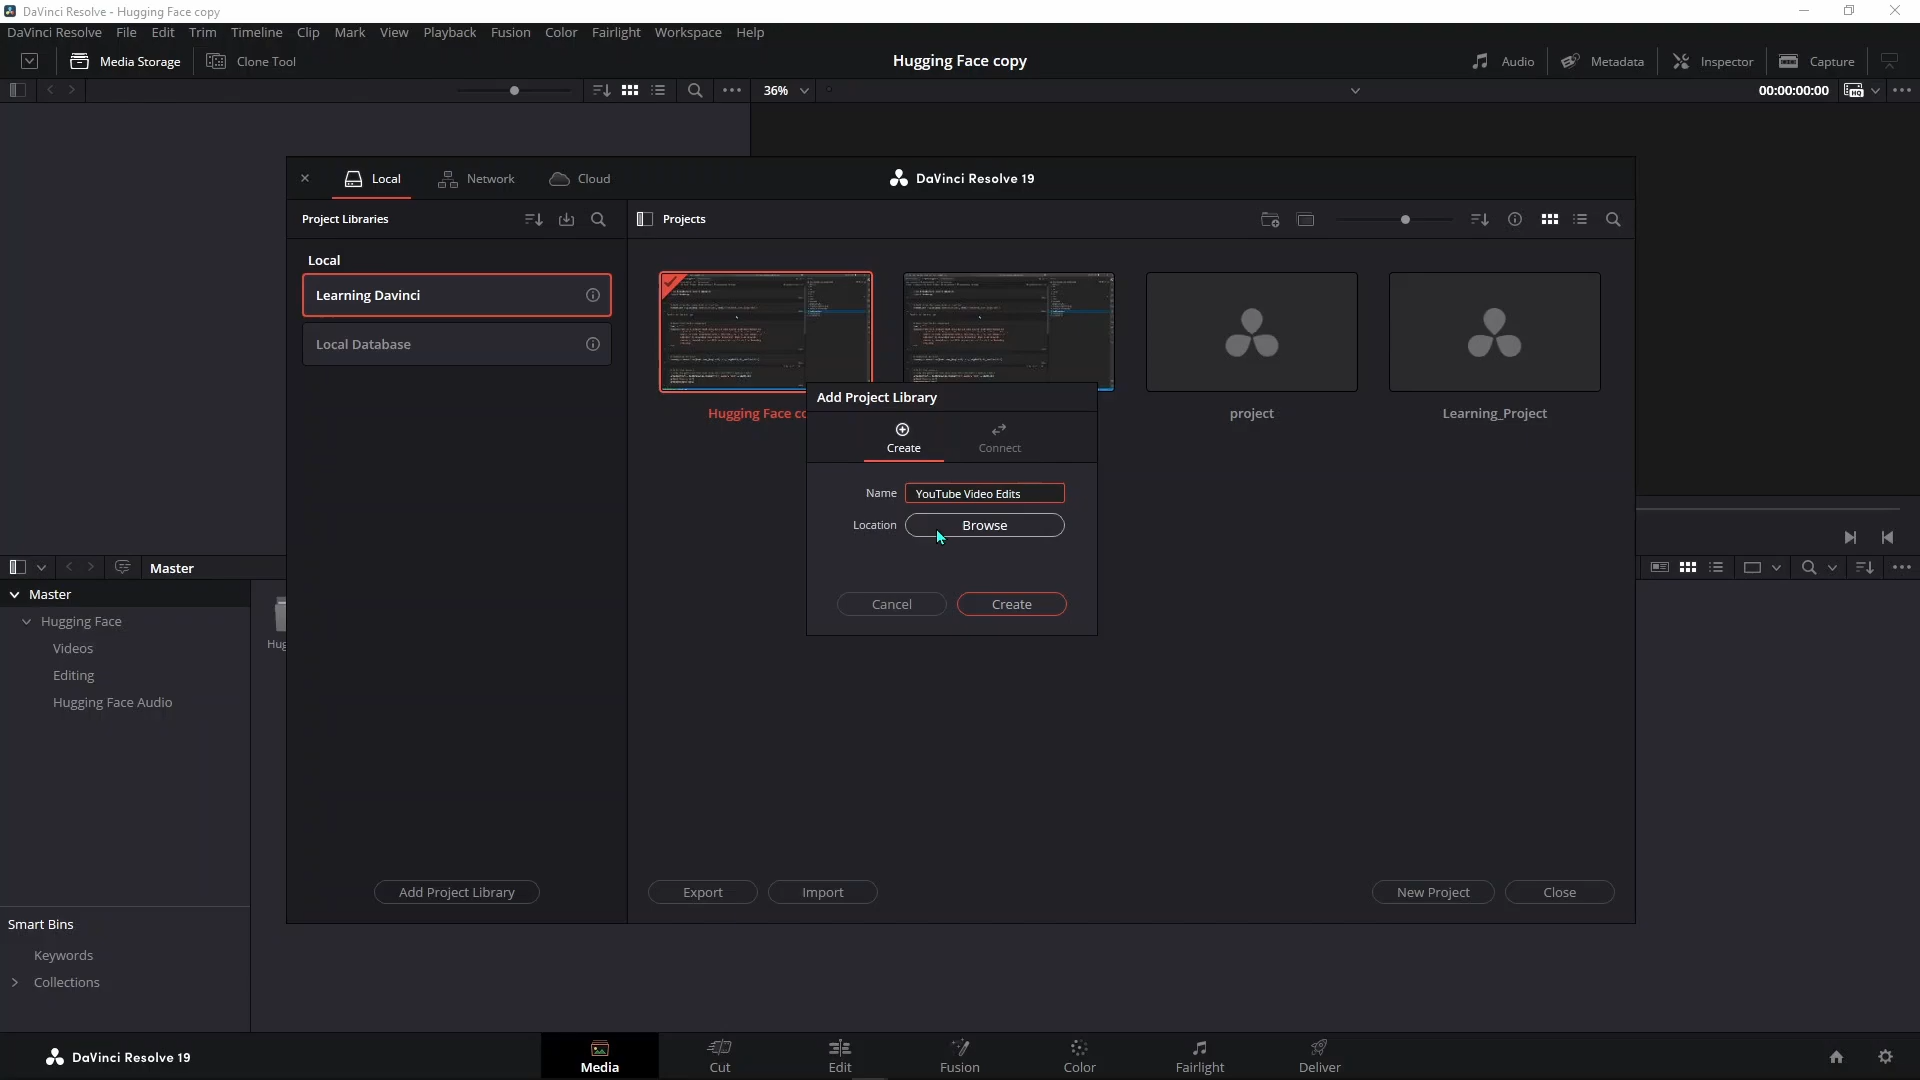 DaVinci Resolve - Hugging Face copy
DaVinci Resolve File Edit Trim Timeline Clip Mark View Playback Fusion Color Fairlight Workspace Help
Media Storage Clone Tool Hugging Face copy Audio Metadata Inspector Capture
36% 00:00:00:00 HQ
Local Network Cloud DaVinci Resolve 19
Project Libraries Projects
Local
Learning Davinci
Local Database
Hugging Face co
project
Learning_Project
Add Project Library
Create Connect
Name YouTube Video Edits
Location Browse
Cancel Create
Master
Master
Hugging Face
Videos
Editing
Hugging Face Audio
Hug
Add Project Library Export Import New Project Close
Smart Bins
Keywords
Collections
DaVinci Resolve 19 Media Cut Edit Fusion Color Fairlight Deliver